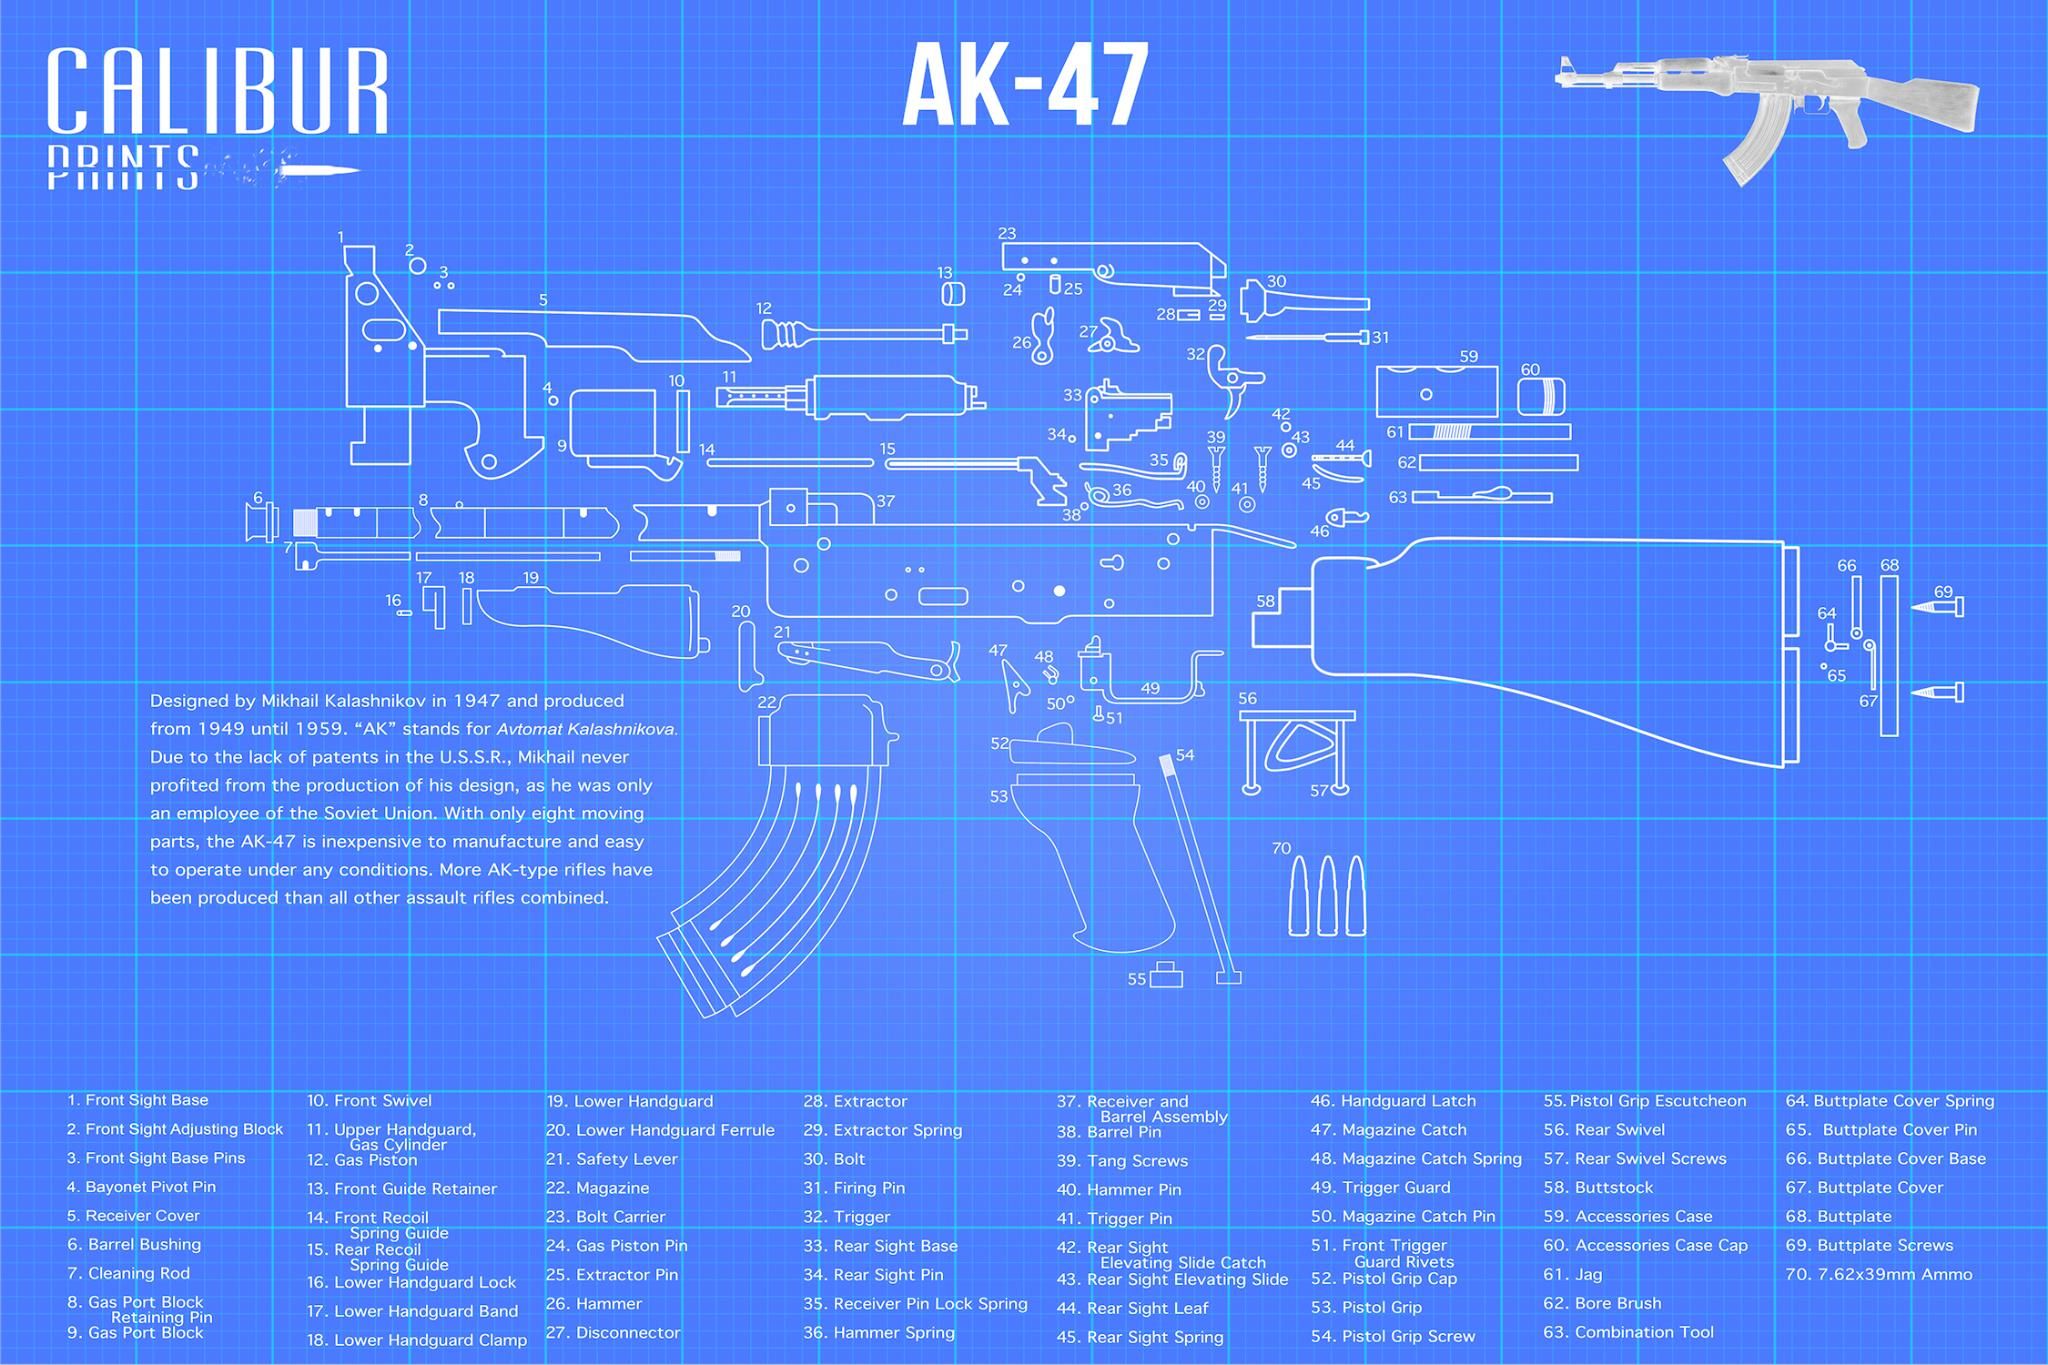 CALIBUR
PRINTS
AK-47
1
2
3
4
5
6
7
8
9
10
11
12
13
14
15
16
17
18
19
20
21
22
23
24
25
26
27
28
29
30
31
32
33
34
35
36
37
38
39
40
41
42
43
44
45
46
47
48
49
50
51
52
53
54
55
56
57
58
59
60
61
62
63
64
65
66
67
68
69
70
Designed by Mikhail Kalashnikov in 1947 and produced
from 1949 until 1959. “AK” stands for Avtomat Kalashnikova.
Due to the lack of patents in the U.S.S.R., Mikhail never
profited from the production of his design, as he was only
an employee of the Soviet Union. With only eight moving
parts, the AK-47 is inexpensive to manufacture and easy
to operate under any conditions. More AK-type rifles have
been produced than all other assault rifles combined.
1. Front Sight Base
2. Front Sight Adjusting Block
3. Front Sight Base Pins
4. Bayonet Pivot Pin
5. Receiver Cover
6. Barrel Bushing
7. Cleaning Rod
8. Gas Port Block
Retaining Pin
9. Gas Port Block
10. Front Swivel
11. Upper Handguard,
Gas Cylinder
12. Gas Piston
13. Front Guide Retainer
14. Front Recoil
Spring Guide
15. Rear Recoil
Spring Guide
16. Lower Handguard Lock
17. Lower Handguard Band
18. Lower Handguard Clamp
19. Lower Handguard
20. Lower Handguard Ferrule
21. Safety Lever
22. Magazine
23. Bolt Carrier
24. Gas Piston Pin
25. Extractor Pin
26. Hammer
27. Disconnector
28. Extractor
29. Extractor Spring
30. Bolt
31. Firing Pin
32. Trigger
33. Rear Sight Base
34. Rear Sight Pin
35. Receiver Pin Lock Spring
36. Hammer Spring
37. Receiver and
Barrel Assembly
38. Barrel Pin
39. Tang Screws
40. Hammer Pin
41. Trigger Pin
42. Rear Sight
Elevating Slide Catch
43. Rear Sight Elevating Slide
44. Rear Sight Leaf
45. Rear Sight Spring
46. Handguard Latch
47. Magazine Catch
48. Magazine Catch Spring
49. Trigger Guard
50. Magazine Catch Pin
51. Front Trigger
Guard Rivets
52. Pistol Grip Cap
53. Pistol Grip
54. Pistol Grip Screw
55. Pistol Grip Escutcheon
56. Rear Swivel
57. Rear Swivel Screws
58. Buttstock
59. Accessories Case
60. Accessories Case Cap
61. Jag
62. Bore Brush
63. Combination Tool
64. Buttplate Cover Spring
65. Buttplate Cover Pin
66. Buttplate Cover Base
67. Buttplate Cover
68. Buttplate
69. Buttplate Screws
70. 7.62x39mm Ammo